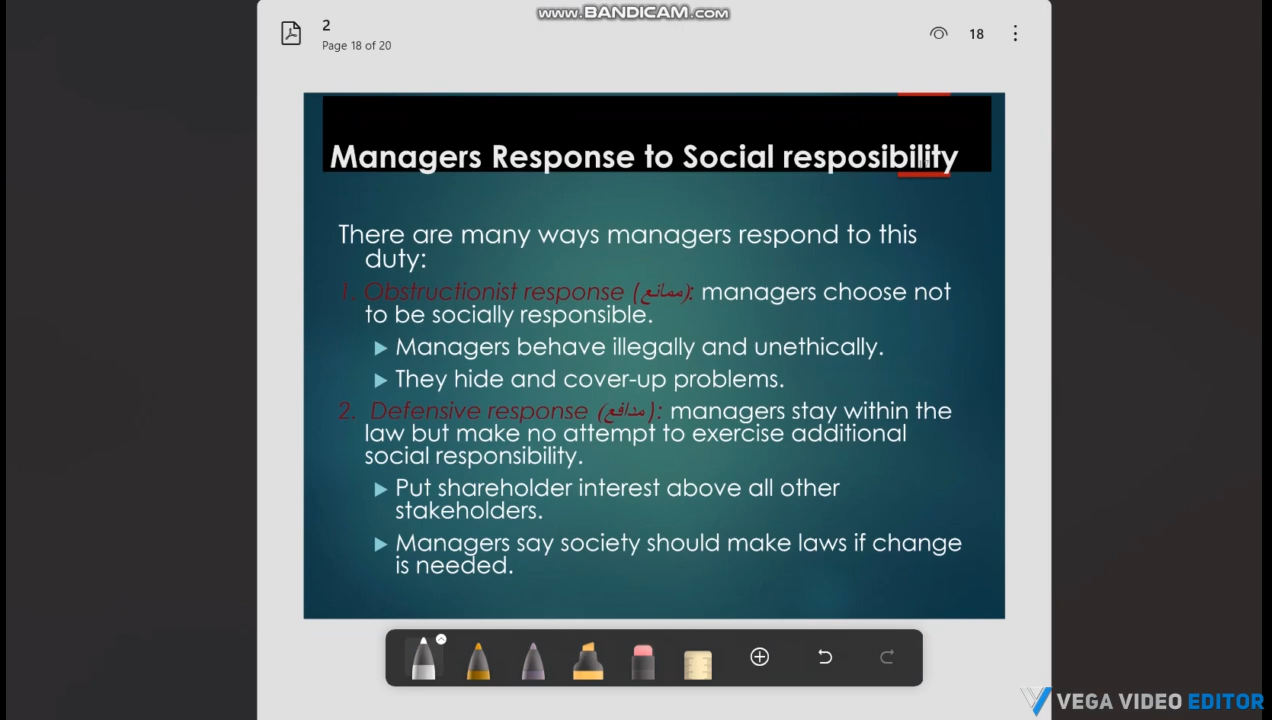 www.BANDICAM.com
2
Page 18 of 20
18
Managers Response to Social resposibility
There are many ways managers respond to this
duty:
1. Obstructionist response (ممانع): managers choose not
to be socially responsible.
Managers behave illegally and unethically.
They hide and cover-up problems.
2. Defensive response (مدافع): managers stay within the
law but make no attempt to exercise additional
social responsibility.
Put shareholder interest above all other
stakeholders.
Managers say society should make laws if change
is needed.
VEGA VIDEO EDITOR